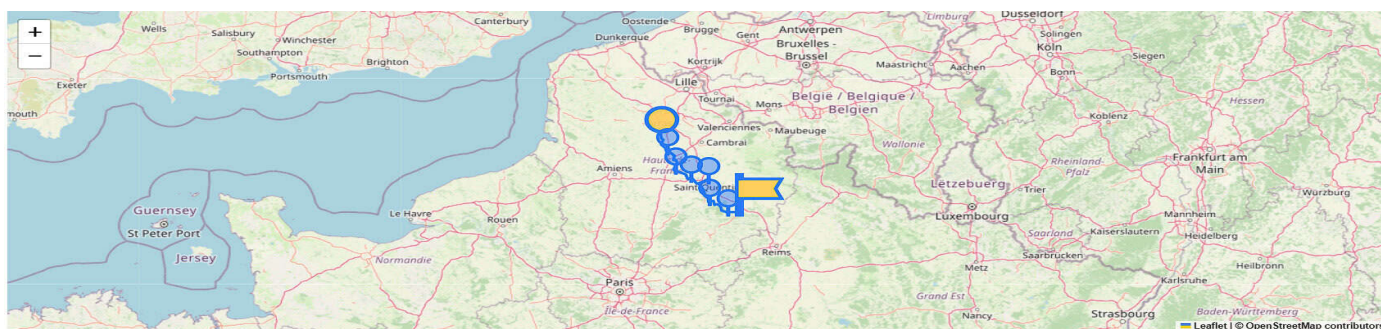 +
−
Wells
Salisbury
Winchester
Southampton
Portsmouth
Brighton
Canterbury
Exeter
mouth
Guernsey
St Peter Port
Jersey
Oostende
Dunkerque
Brugge
Gent
Antwerpen
Bruxelles -
Brussel
Kortrijk
Lille
Tournai
Mons
België / Belgique /
Belgien
Valenciennes
Maubeuge
Cambrai
Wallonie
Maastricht
Limburg
Aachen
Düsseldorf
Solingen
Köln
Bonn
Siegen
Hessen
Koblenz
Rheinland-
Pfalz
Frankfurt am
Main
Würzburg
Amiens
Saint-Quentin
Lëtzebuerg
Trier
Luxembourg
Mannheim
Heidelberg
Kaiserslautern
Saarland
Saarbrücken
Heilbronn
Karlsruhe
Le Havre
Rouen
Normandie
Reims
Metz
Paris
Île-de-France
Grand Est
Nancy
Strasbourg
Baden-Württemberg
Leaflet | © OpenStreetMap contributors